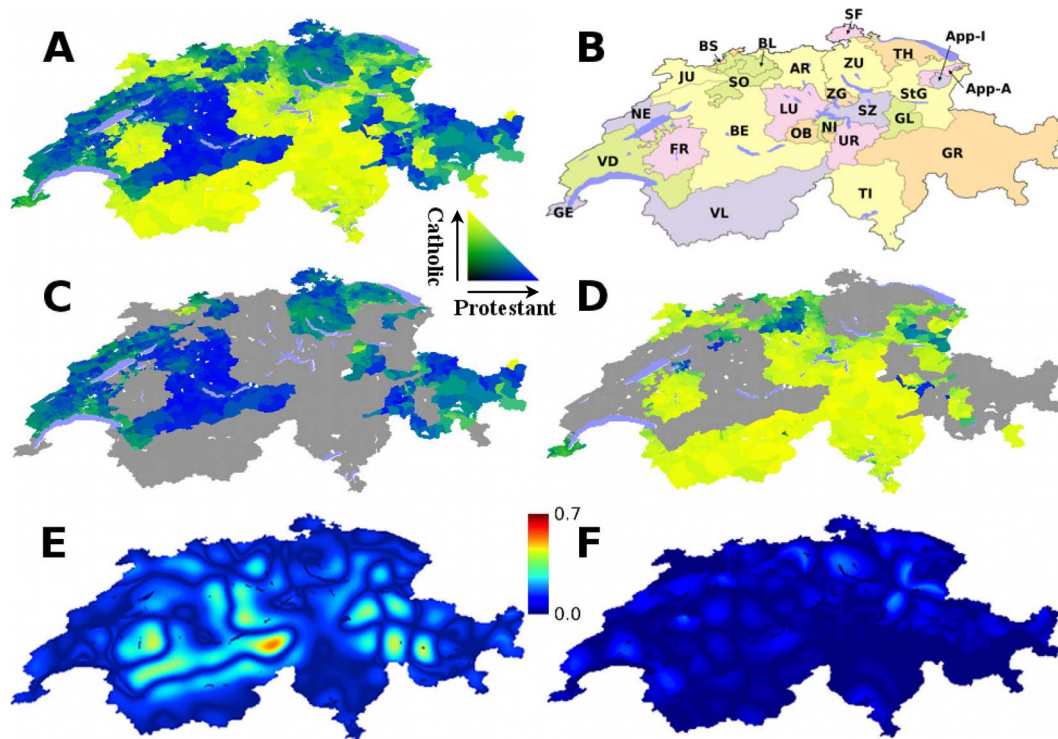 A
B
SF
BS
BL
App-I
TH
ZU
AR
JU
SO
StG
App-A
ZG
LU
SZ
NE
GL
BE
NI
OB
UR
FR
VD
GR
TI
VL
GE
Catholic
Protestant
C
D
E
0.7
0.0
F